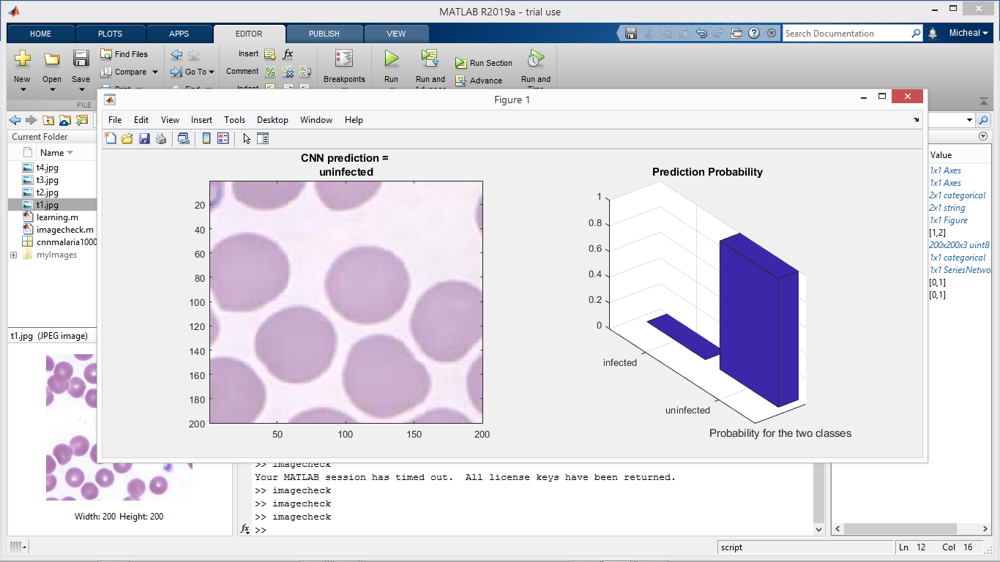 MATLAB R2019a - trial use
HOME PLOTS APPS EDITOR PUBLISH VIEW
Search Documentation
Micheal
New
Open
Save
Find Files
Compare
Go To
Insert
Comment
Breakpoints
Run
Run and
Run Section
Advance
Run and
FILE
Figure 1
File Edit View Insert Tools Desktop Window Help
Current Folder
Name
t4.jpg
t3.jpg
t2.jpg
t1.jpg
learning.m
imagecheck.m
cnnmalaria1000
myImages
t1.jpg (JPEG image)
Width: 200 Height: 200
CNN prediction =
uninfected
20
40
60
80
100
120
140
160
180
200
50 100 150 200
Prediction Probability
1
0.8
0.6
0.4
0.2
0
infected
uninfected
Probability for the two classes
Value
1x1 Axes
1x1 Axes
2x1 categorical
2x1 string
1x1 Figure
[1,2]
200x200x3 uint8
1x1 categorical
1x1 SeriesNetwo
[0,1]
[0,1]
>> imagecheck
Your MATLAB session has timed out.  All license keys have been returned.
>> imagecheck
>> imagecheck
>> imagecheck
fx >>
script
Ln 12 Col 16